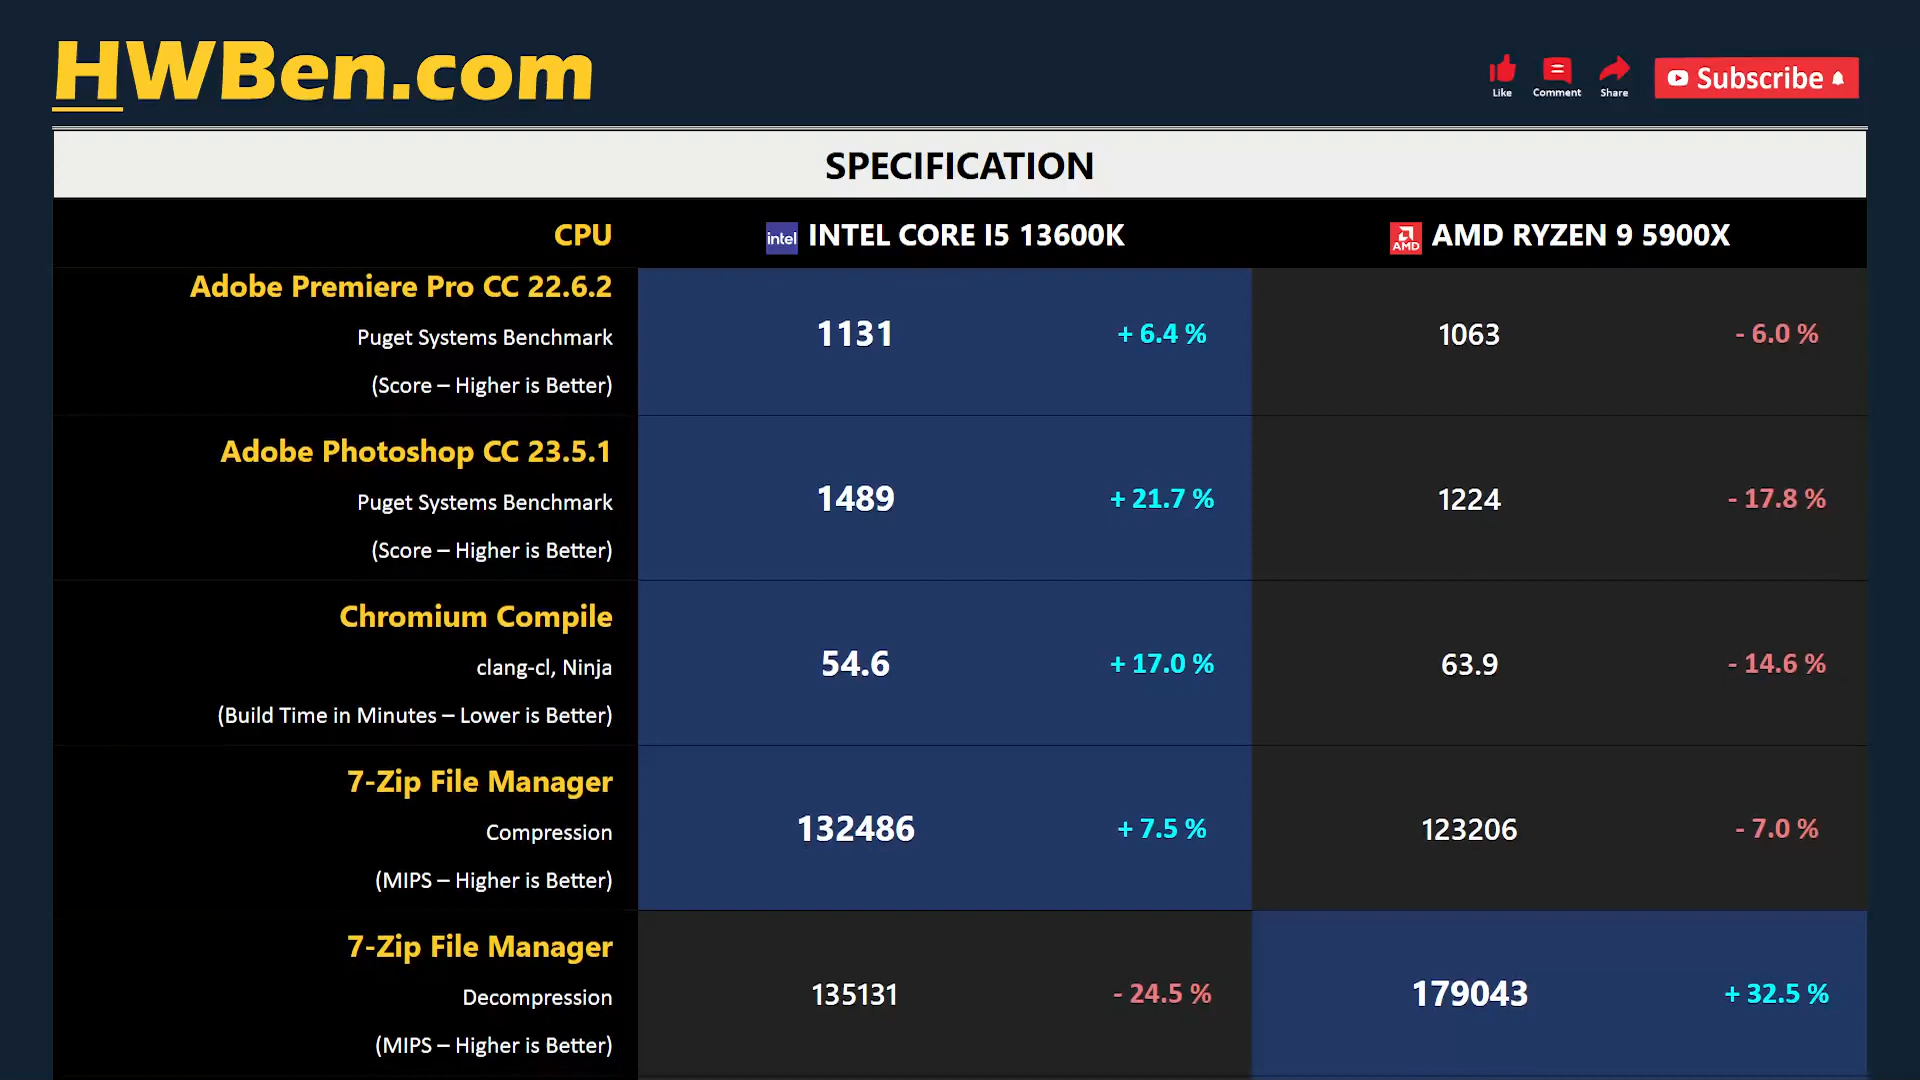 HWBen.com
Like Comment Share Subscribe
SPECIFICATION
CPU intel INTEL CORE I5 13600K AMD AMD RYZEN 9 5900X
Adobe Premiere Pro CC 22.6.2
Puget Systems Benchmark
(Score – Higher is Better)
1131 + 6.4 % 1063 - 6.0 %
Adobe Photoshop CC 23.5.1
Puget Systems Benchmark
(Score – Higher is Better)
1489 + 21.7 % 1224 - 17.8 %
Chromium Compile
clang-cl, Ninja
(Build Time in Minutes – Lower is Better)
54.6 + 17.0 % 63.9 - 14.6 %
7-Zip File Manager
Compression
(MIPS – Higher is Better)
132486 + 7.5 % 123206 - 7.0 %
7-Zip File Manager
Decompression
(MIPS – Higher is Better)
135131 - 24.5 % 179043 + 32.5 %